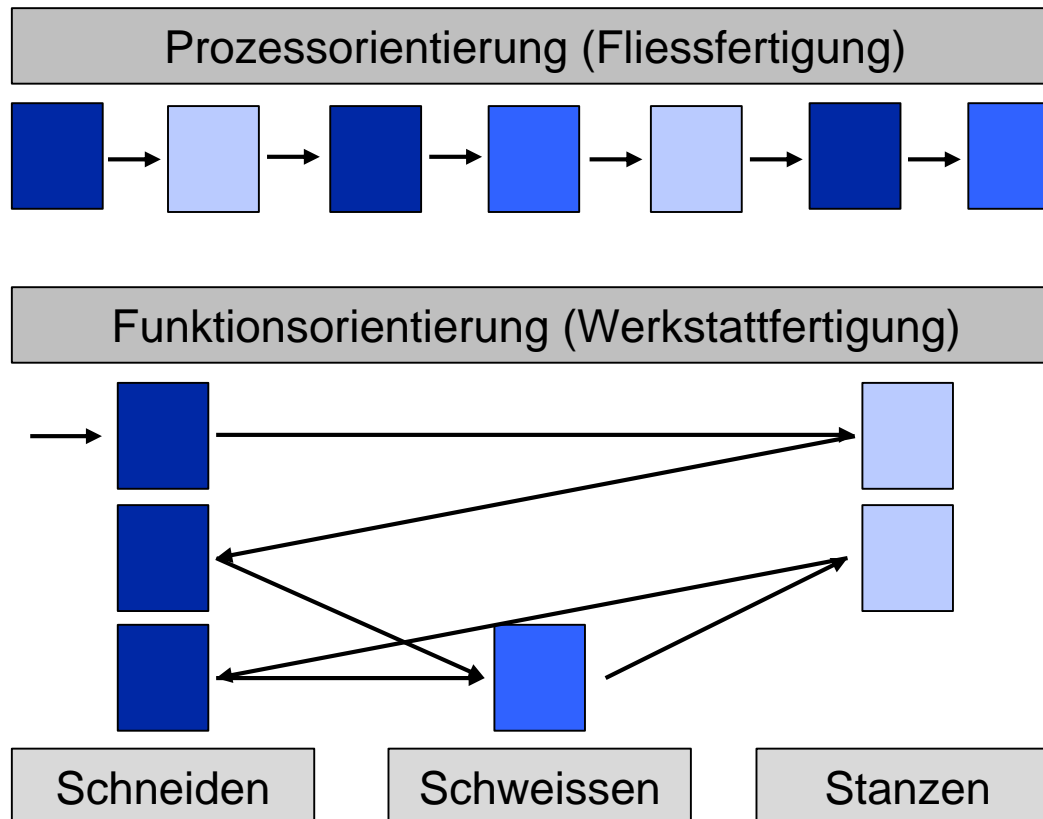 Prozessorientierung (Fliessfertigung)
Funktionsorientierung (Werkstattfertigung)
Schneiden
Schweissen
Stanzen